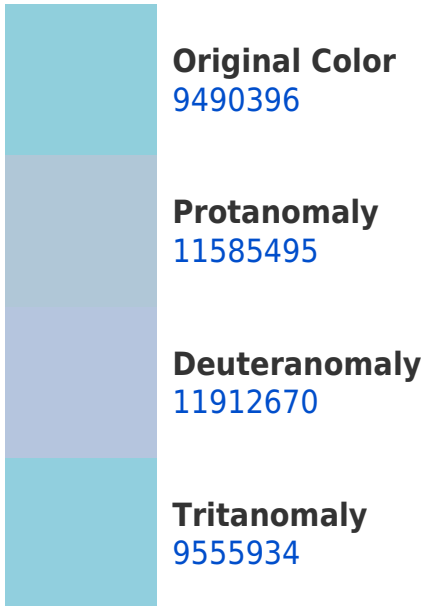 Original Color
9490396
Protanomaly
11585495
Deuteranomaly
11912670
Tritanomaly
9555934